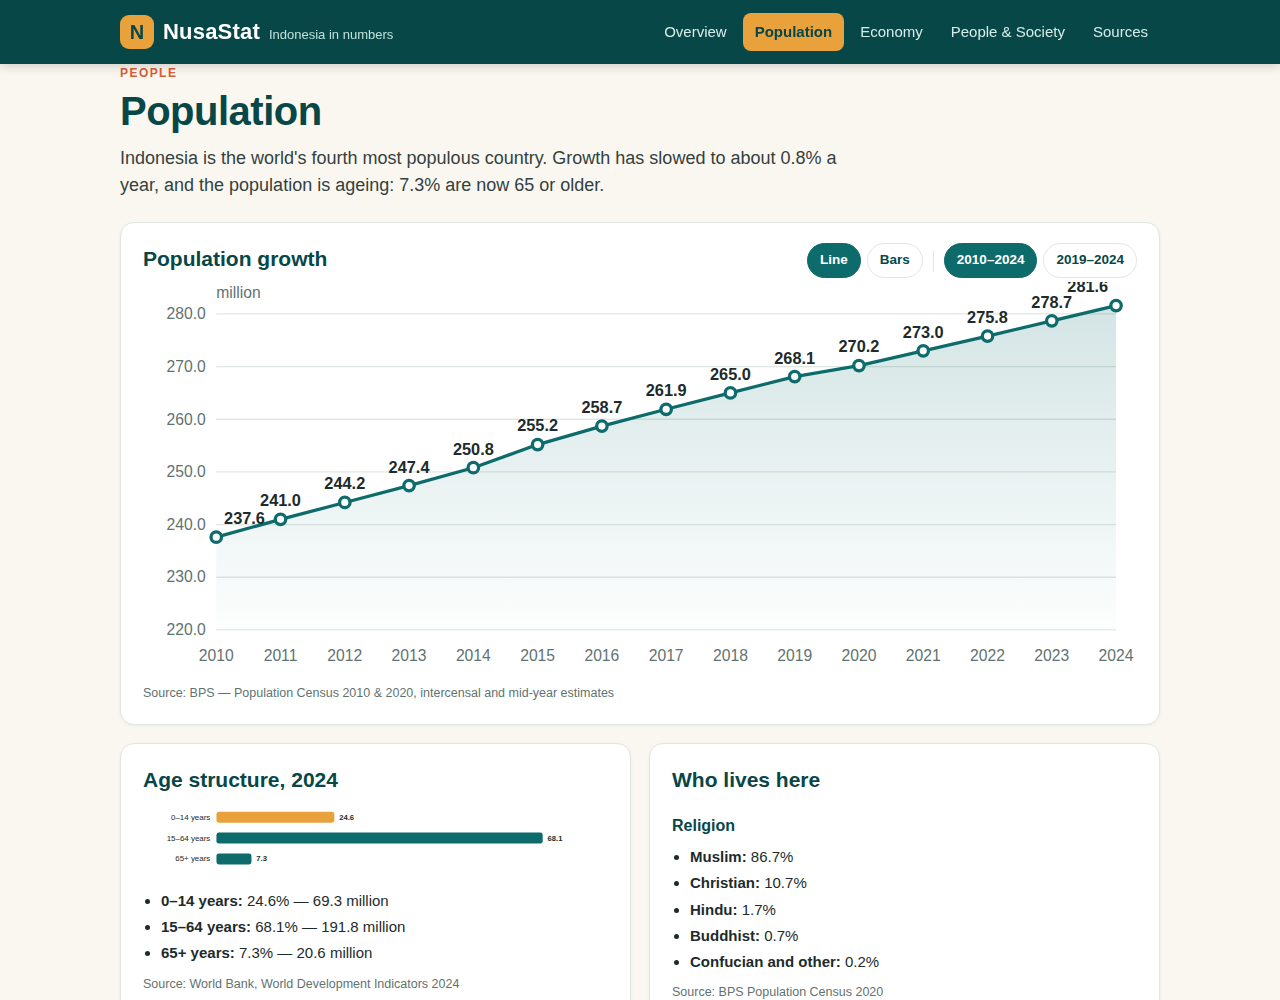 N NusaStat Indonesia in numbers
Overview Population Economy People & Society Sources
PEOPLE
Population
Indonesia is the world's fourth most populous country. Growth has slowed to about 0.8% a
year, and the population is ageing: 7.3% are now 65 or older.
Population growth
Line Bars 2010–2024 2019–2024
million
280.0
270.0
260.0
250.0
240.0
230.0
220.0
237.6
241.0
244.2
247.4
250.8
255.2
258.7
261.9
265.0
268.1
270.2
273.0
275.8
278.7
281.6
2010 2011 2012 2013 2014 2015 2016 2017 2018 2019 2020 2021 2022 2023 2024
Source: BPS — Population Census 2010 & 2020, intercensal and mid-year estimates
Age structure, 2024
0–14 years 24.6
15–64 years 68.1
65+ years 7.3
0–14 years: 24.6% — 69.3 million
15–64 years: 68.1% — 191.8 million
65+ years: 7.3% — 20.6 million
Source: World Bank, World Development Indicators 2024
Who lives here
Religion
Muslim: 86.7%
Christian: 10.7%
Hindu: 1.7%
Buddhist: 0.7%
Confucian and other: 0.2%
Source: BPS Population Census 2020